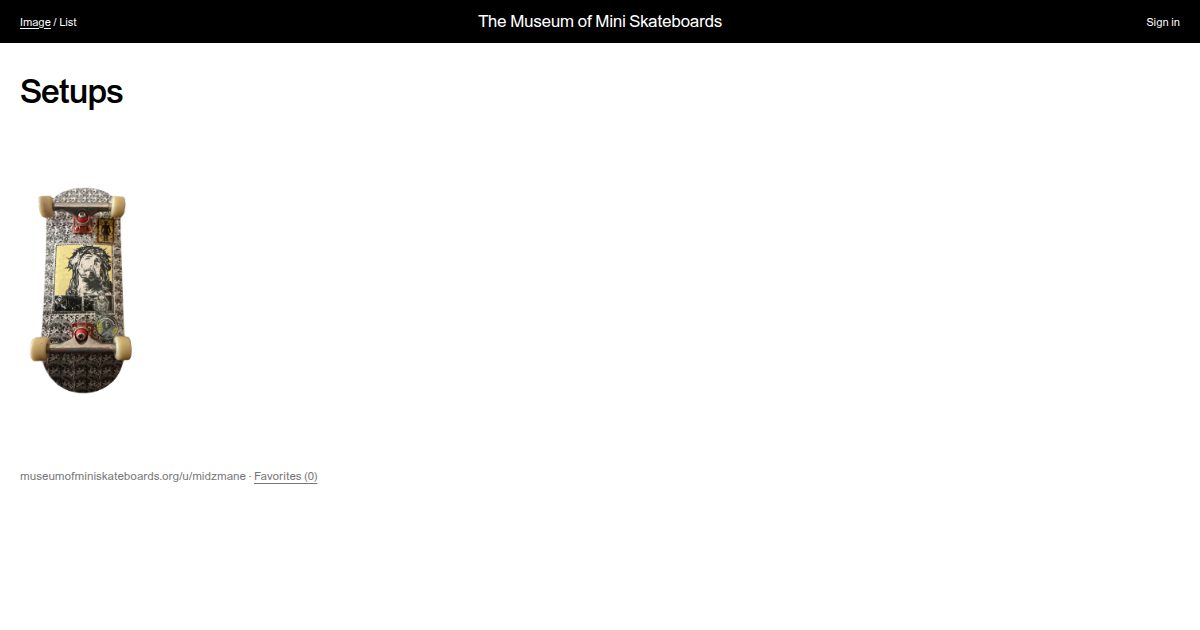 Image / List
The Museum of Mini Skateboards
Sign in
Setups
museumofminiskateboards.org/u/midzmane · Favorites (0)